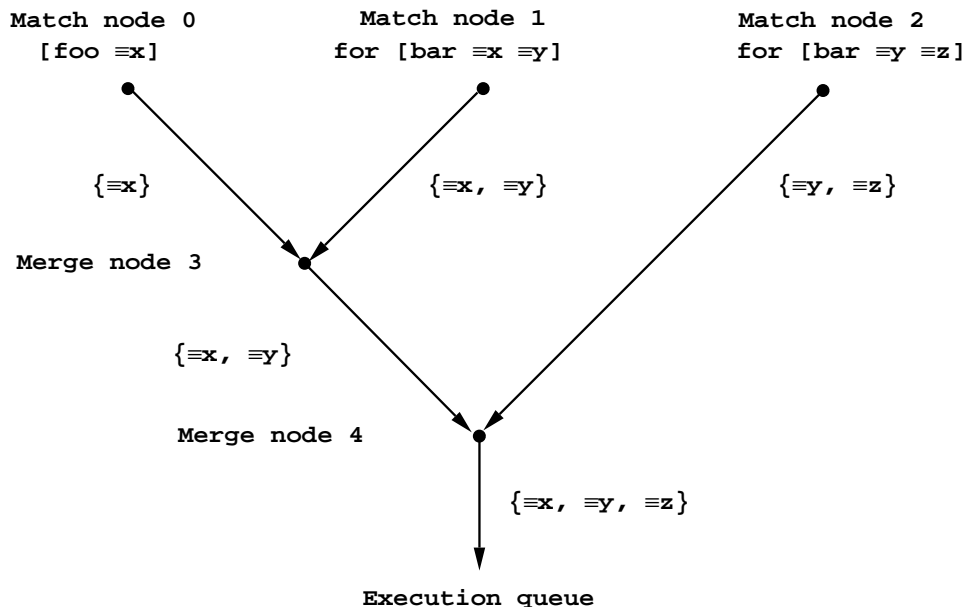 Match node 0 Match node 1 Match node 2
[foo ≡x] for [bar ≡x ≡y] for [bar ≡y ≡z]
{≡x} {≡x, ≡y} {≡y, ≡z}
Merge node 3
{≡x, ≡y}
Merge node 4
{≡x, ≡y, ≡z}
Execution queue